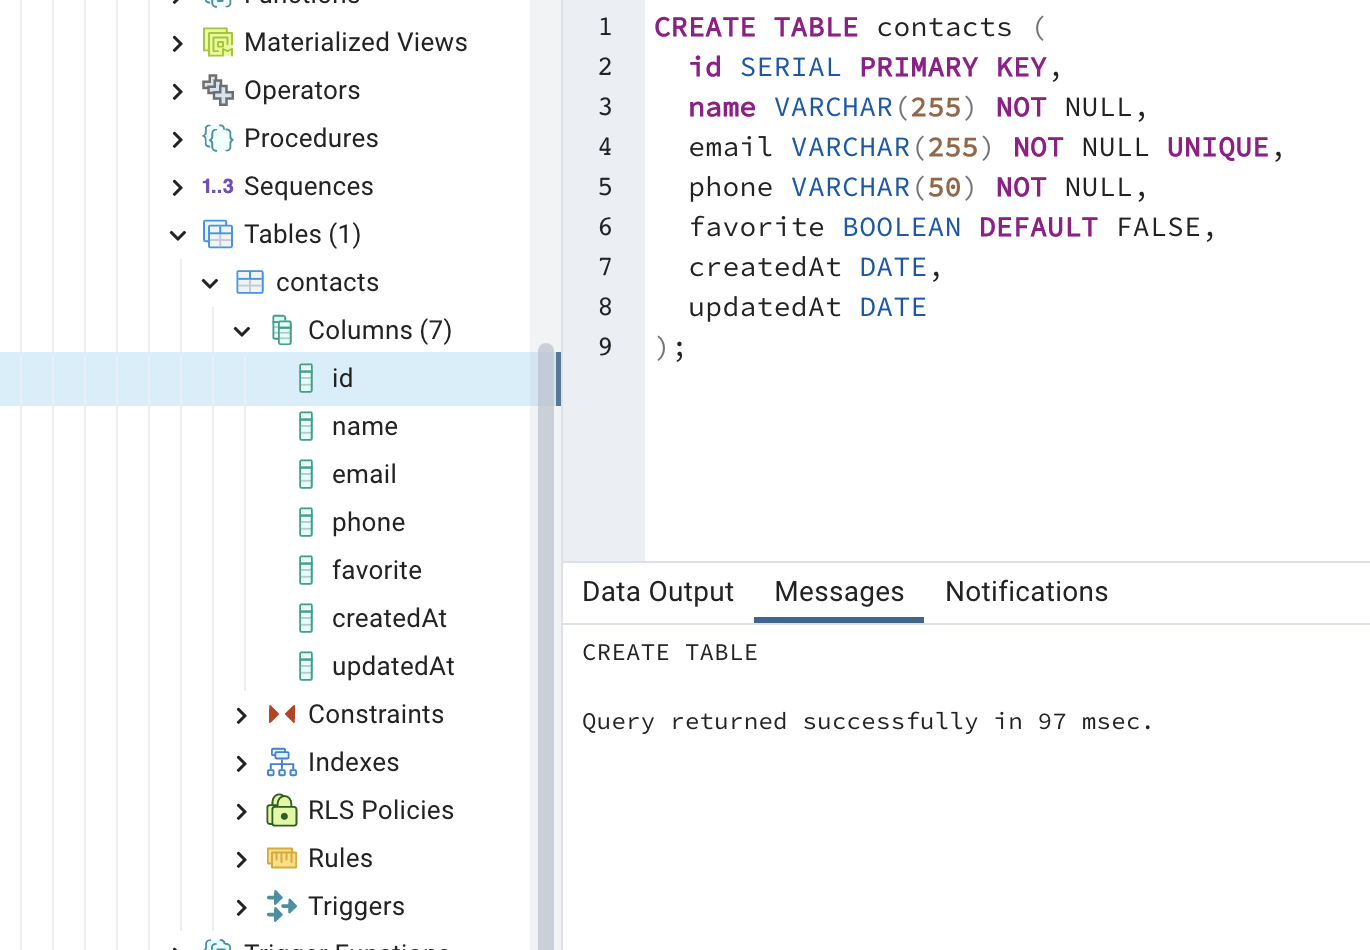 Functions
Materialized Views
Operators
Procedures
1..3 Sequences
Tables (1)
contacts
Columns (7)
id
name
email
phone
favorite
createdAt
updatedAt
Constraints
Indexes
RLS Policies
Rules
Triggers
Trigger Functions
1 CREATE TABLE contacts (
2 id SERIAL PRIMARY KEY,
3 name VARCHAR(255) NOT NULL,
4 email VARCHAR(255) NOT NULL UNIQUE,
5 phone VARCHAR(50) NOT NULL,
6 favorite BOOLEAN DEFAULT FALSE,
7 createdAt DATE,
8 updatedAt DATE
9 );
Data Output Messages Notifications
CREATE TABLE
Query returned successfully in 97 msec.